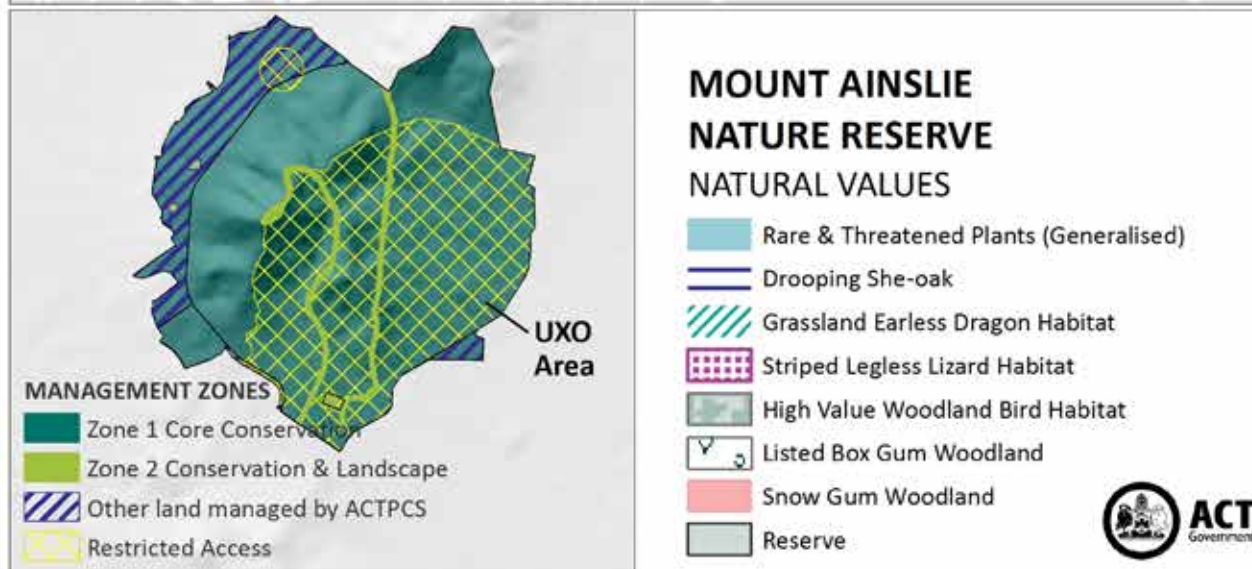 UXO
Area
MANAGEMENT ZONES
Zone 1 Core Conservation
Zone 2 Conservation & Landscape
Other land managed by ACTPCS
Restricted Access
MOUNT AINSLIE
NATURE RESERVE
NATURAL VALUES
Rare & Threatened Plants (Generalised)
Drooping She-oak
Grassland Earless Dragon Habitat
Striped Legless Lizard Habitat
High Value Woodland Bird Habitat
Listed Box Gum Woodland
Snow Gum Woodland
Reserve
ACT
Government